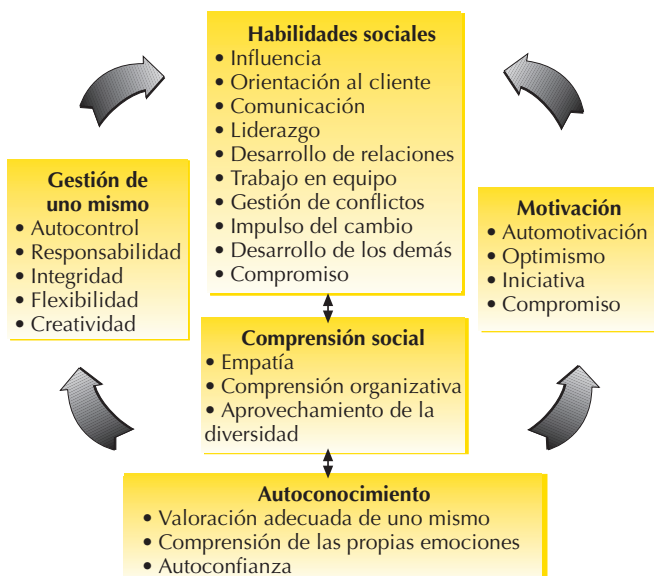 Habilidades sociales
• Influencia
• Orientación al cliente
• Comunicación
• Liderazgo
• Desarrollo de relaciones
• Trabajo en equipo
• Gestión de conflictos
• Impulso del cambio
• Desarrollo de los demás
• Compromiso
Gestión de
uno mismo
• Autocontrol
• Responsabilidad
• Integridad
• Flexibilidad
• Creatividad
Motivación
• Automotivación
• Optimismo
• Iniciativa
• Compromiso
Comprensión social
• Empatía
• Comprensión organizativa
• Aprovechamiento de la
diversidad
Autoconocimiento
• Valoración adecuada de uno mismo
• Comprensión de las propias emociones
• Autoconfianza